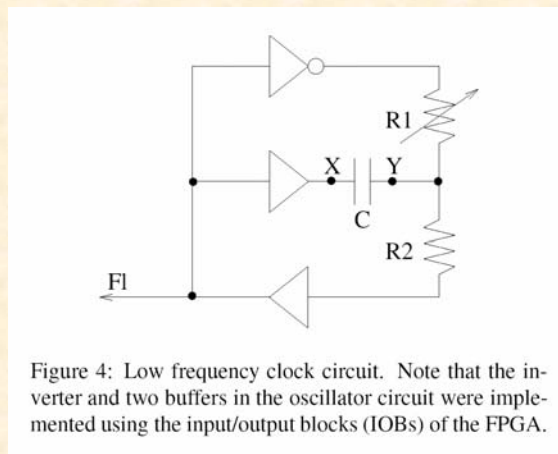 R1
X
Y
C
R2
Fl
Figure 4: Low frequency clock circuit. Note that the in-
verter and two buffers in the oscillator circuit were imple-
mented using the input/output blocks (IOBs) of the FPGA.